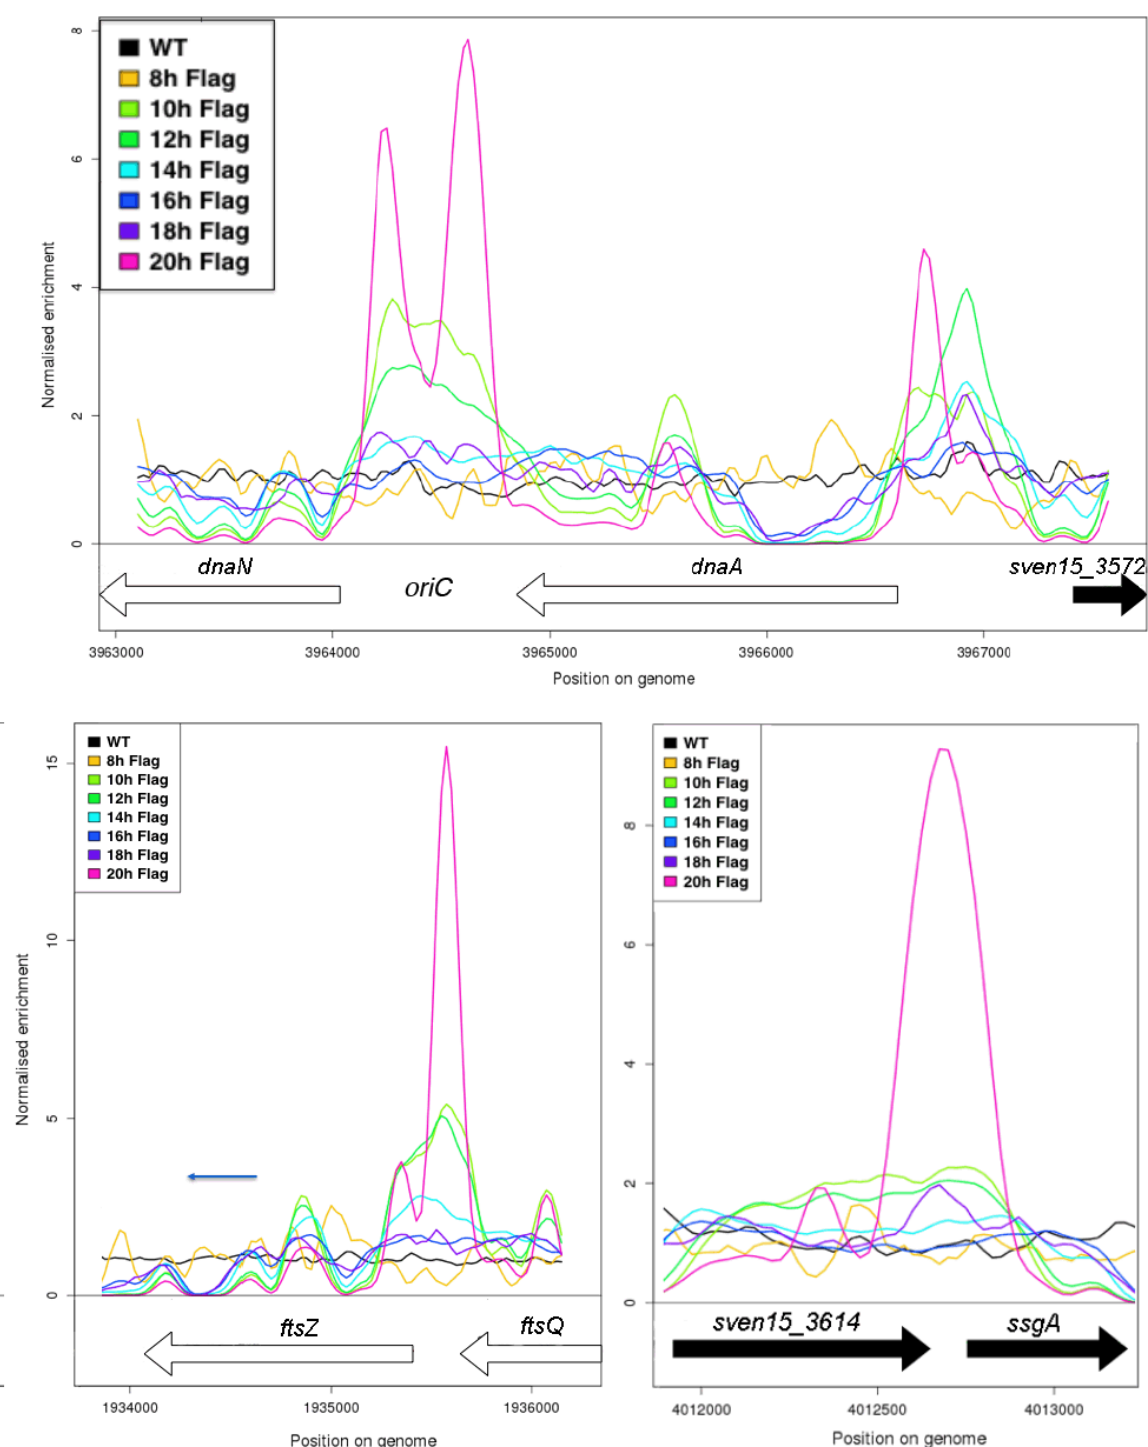 WT
8h Flag
10h Flag
12h Flag
14h Flag
16h Flag
18h Flag
20h Flag
8
6
4
2
0
Normalised enrichment
dnaN
oriC
dnaA
sven15_3572
3963000 3964000 3965000 3966000 3967000
Position on genome
WT
8h Flag
10h Flag
12h Flag
14h Flag
16h Flag
18h Flag
20h Flag
15
10
5
0
Normalised enrichment
ftsZ
ftsQ
1934000 1935000 1936000
Position on genome
WT
8h Flag
10h Flag
12h Flag
14h Flag
16h Flag
18h Flag
20h Flag
8
6
4
2
0
sven15_3614
ssgA
4012000 4012500 4013000
Position on genome